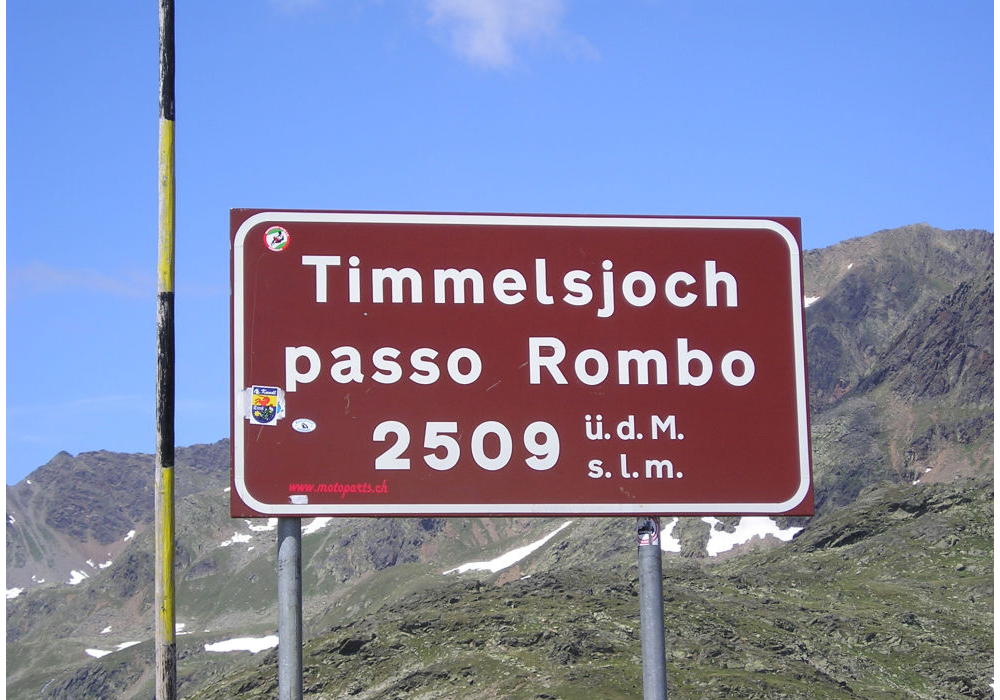 Timmelsjoch
passo Rombo
2509 ü.d.M.
s.l.m.
www.motoparts.ch